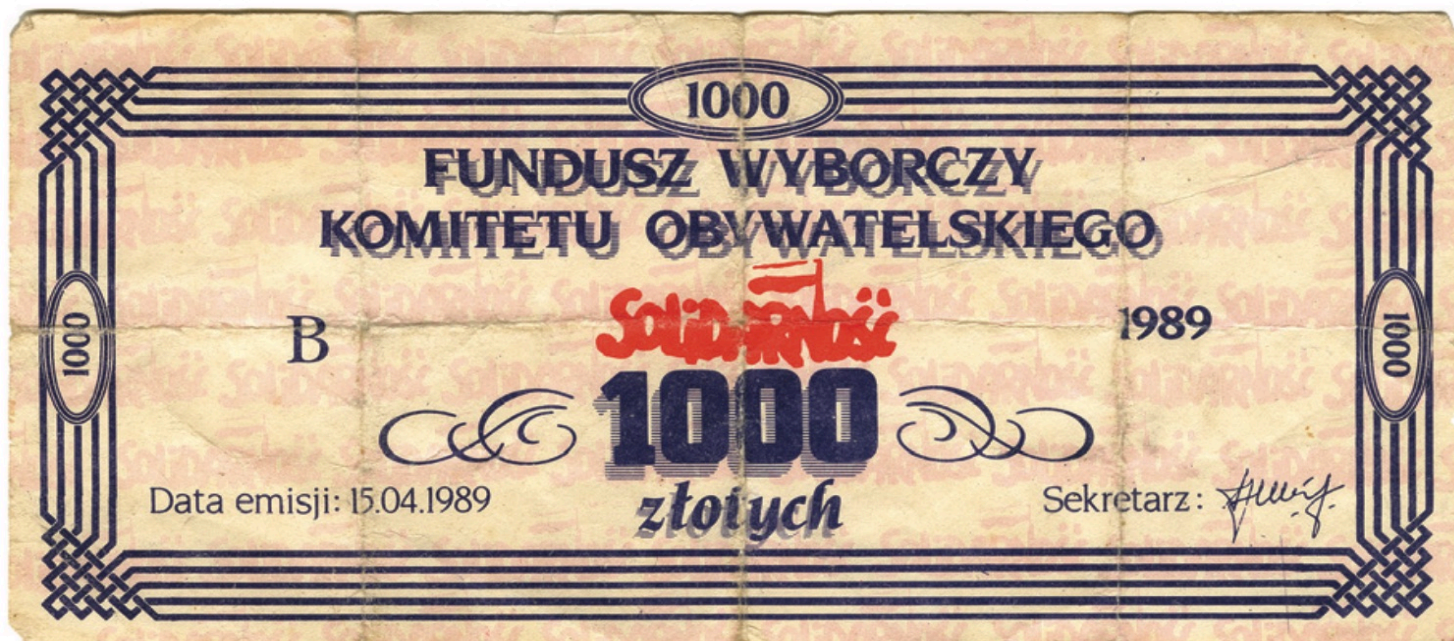 1000
FUNDUSZ WYBORCZY
KOMITETU OBYWATELSKIEGO
SOLIDARNOŚĆ
B
1989
1000
1000
1000
złotych
Data emisji: 15.04.1989
Sekretarz: